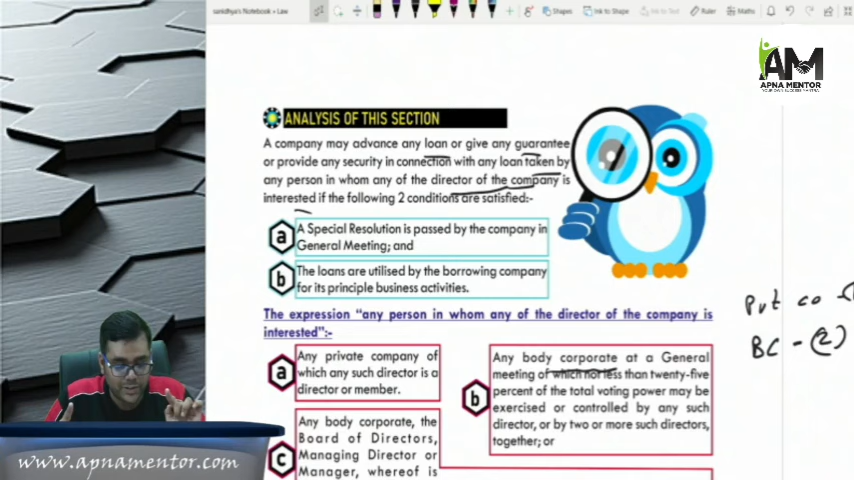 sanidhya's Notebook > Law
Shapes
Ink to Shape
Ink to Text
Ruler
Maths
AM
APNA MENTOR
YOUR OWN SUCCESS MANTRA
ANALYSIS OF THIS SECTION
A company may advance any loan or give any guarantee
or provide any security in connection with any loan taken by
any person in whom any of the director of the company is
interested if the following 2 conditions are satisfied:-
a
A Special Resolution is passed by the company in
General Meeting; and
b
The loans are utilised by the borrowing company
for its principle business activities.
The expression "any person in whom any of the director of the company is
interested":-
a
Any private company of
which any such director is a
director or member.
b
Any body corporate at a General
meeting of which not less than twenty-five
percent of the total voting power may be
exercised or controlled by any such
director, or by two or more such directors,
together; or
c
Any body corporate, the
Board of Directors,
Managing Director or
Manager, whereof is
Pvt co
BC - (2)
www.apnamentor.com